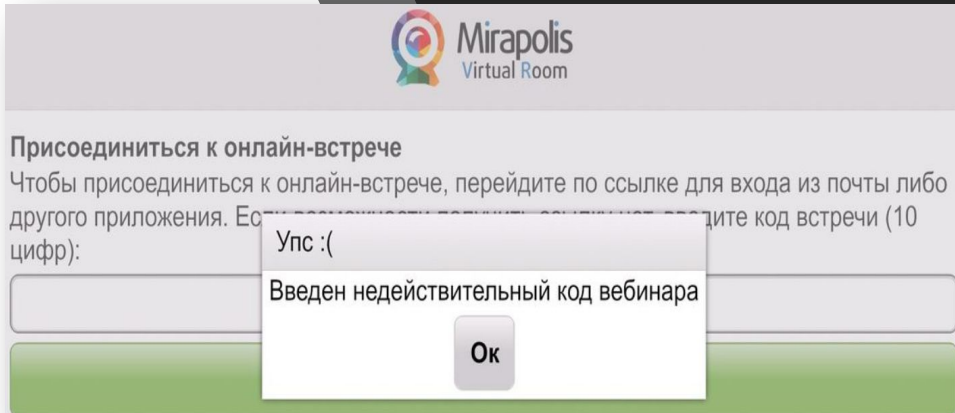 Mirapolis
Virtual Room
Присоединиться к онлайн-встрече
Чтобы присоединиться к онлайн-встрече, перейдите по ссылке для входа из почты либо
другого приложения. дите код встречи (10
цифр):
Упс :(
Введен недействительный код вебинара
Ок